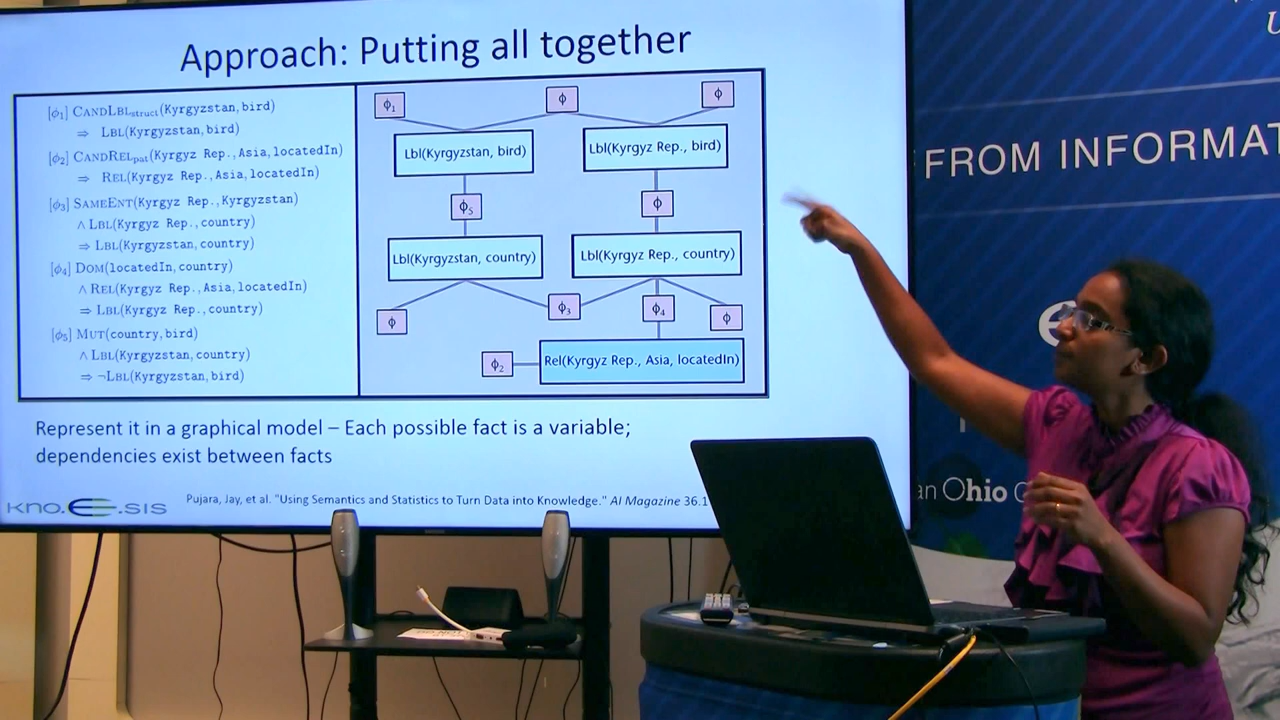 Approach: Putting all together
[ϕ₁] CANDLBLstruct(Kyrgyzstan, bird)
⇒ LBL(Kyrgyzstan, bird)
[ϕ₂] CANDRELpat(Kyrgyz Rep., Asia, locatedIn)
⇒ REL(Kyrgyz Rep., Asia, locatedIn)
[ϕ₃] SAMEENT(Kyrgyz Rep., Kyrgyzstan)
∧ LBL(Kyrgyz Rep., country)
⇒ LBL(Kyrgyzstan, country)
[ϕ₄] DOM(locatedIn, country)
∧ REL(Kyrgyz Rep., Asia, locatedIn)
⇒ LBL(Kyrgyz Rep., country)
[ϕ₅] MUT(country, bird)
∧ LBL(Kyrgyzstan, country)
⇒ ¬LBL(Kyrgyzstan, bird)
ϕ₁ ϕ ϕ
Lbl(Kyrgyzstan, bird) Lbl(Kyrgyz Rep., bird)
ϕ₅ ϕ
Lbl(Kyrgyzstan, country) Lbl(Kyrgyz Rep., country)
ϕ ϕ₃ ϕ₄ ϕ
ϕ₂ Rel(Kyrgyz Rep., Asia, locatedIn)
Represent it in a graphical model – Each possible fact is a variable;
dependencies exist between facts
kno.e.sis
Pujara, Jay, et al. "Using Semantics and Statistics to Turn Data into Knowledge." AI Magazine 36.1
FROM INFORMAT
an Ohio